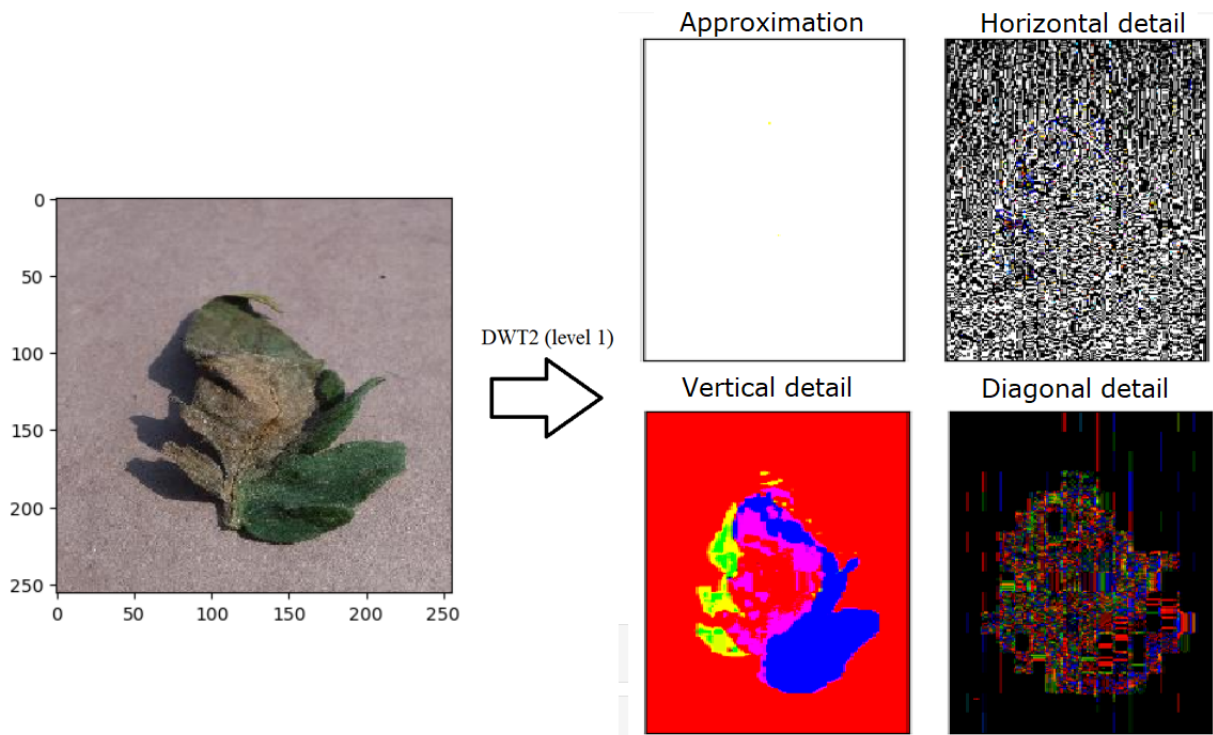 Approximation
Horizontal detail
0
50
100
150
200
250
0
50
100
150
200
250
DWT2 (level 1)
Vertical detail
Diagonal detail